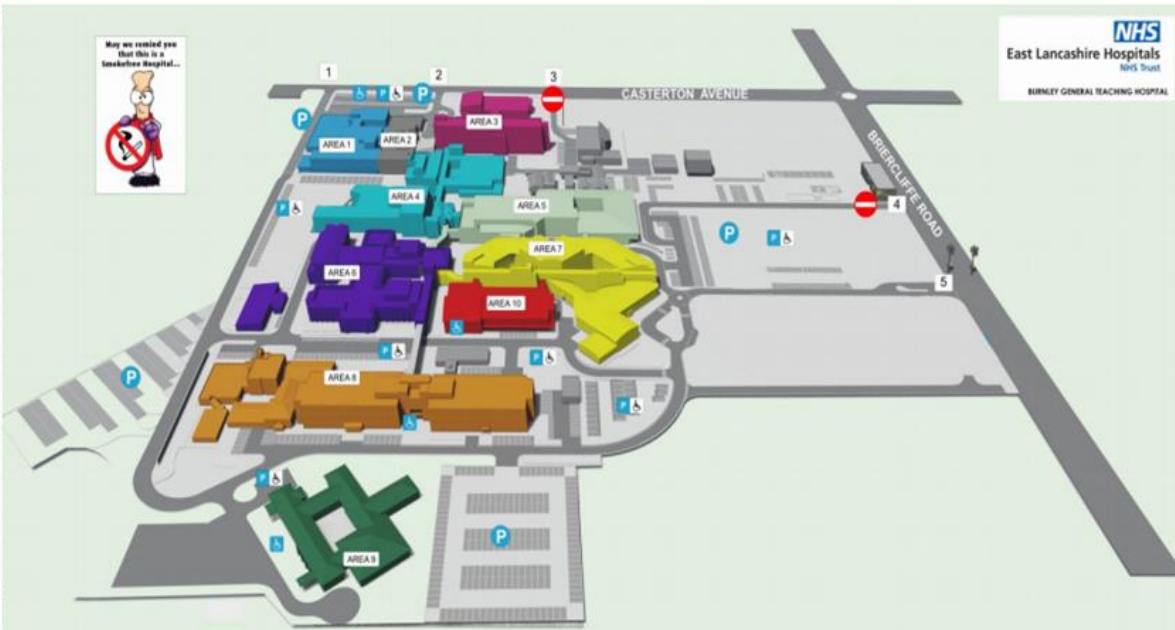 May we remind you
that this is a
Smokefree Hospital...
NHS
East Lancashire Hospitals
NHS Trust
BURNLEY GENERAL TEACHING HOSPITAL
1
2
3
CASTERTON AVENUE
P
P
P
P
AREA 3
AREA 1
AREA 2
BRIERCLIFFE ROAD
AREA 4
AREA 5
4
P
P
P
AREA 7
AREA 6
5
AREA 10
P
P
P
AREA 8
P
P
AREA 9
P